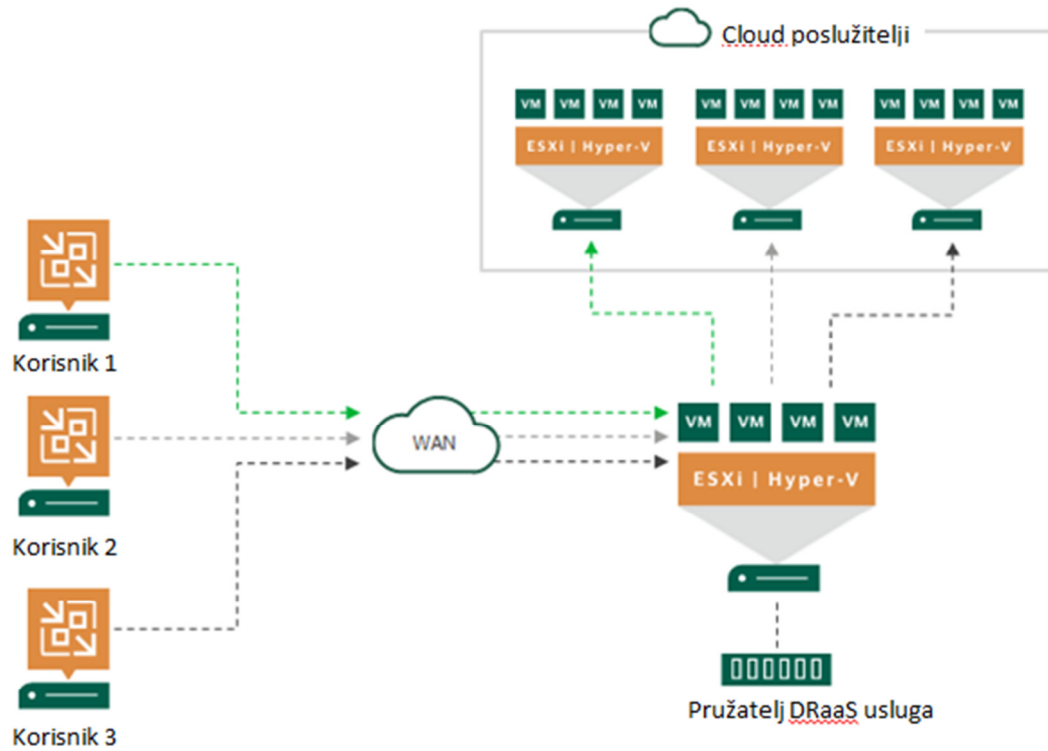 Cloud poslužitelji
VM VM VM VM VM VM VM VM VM VM VM VM
ESXi | Hyper-V ESXi | Hyper-V ESXi | Hyper-V
Korisnik 1
WAN
VM VM VM VM
ESXi | Hyper-V
Korisnik 2
Pružatelj DRaaS usluga
Korisnik 3